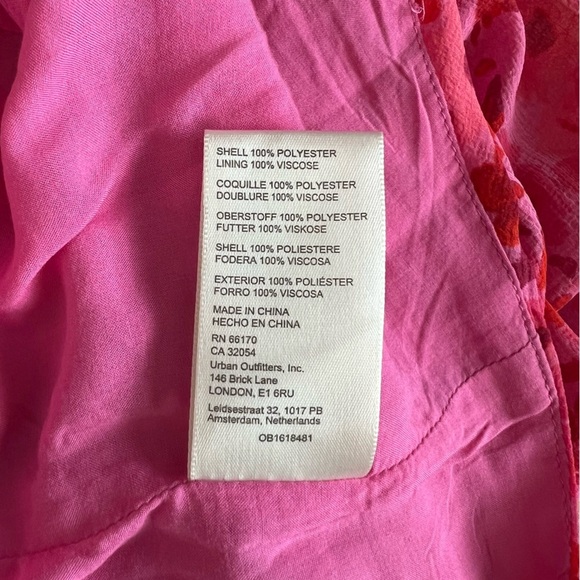 SHELL 100% POLYESTER
LINING 100% VISCOSE
COQUILLE 100% POLYESTER
DOUBLURE 100% VISCOSE
OBERSTOFF 100% POLYESTER
FUTTER 100% VISKOSE
SHELL 100% POLIESTERE
FODERA 100% VISCOSA
EXTERIOR 100% POLIÉSTER
FORRO 100% VISCOSA
MADE IN CHINA
HECHO EN CHINA
RN 66170
CA 32054
Urban Outfitters, Inc.
146 Brick Lane
LONDON, E1 6RU
Leidsestraat 32, 1017 PB
Amsterdam, Netherlands
OB1618481